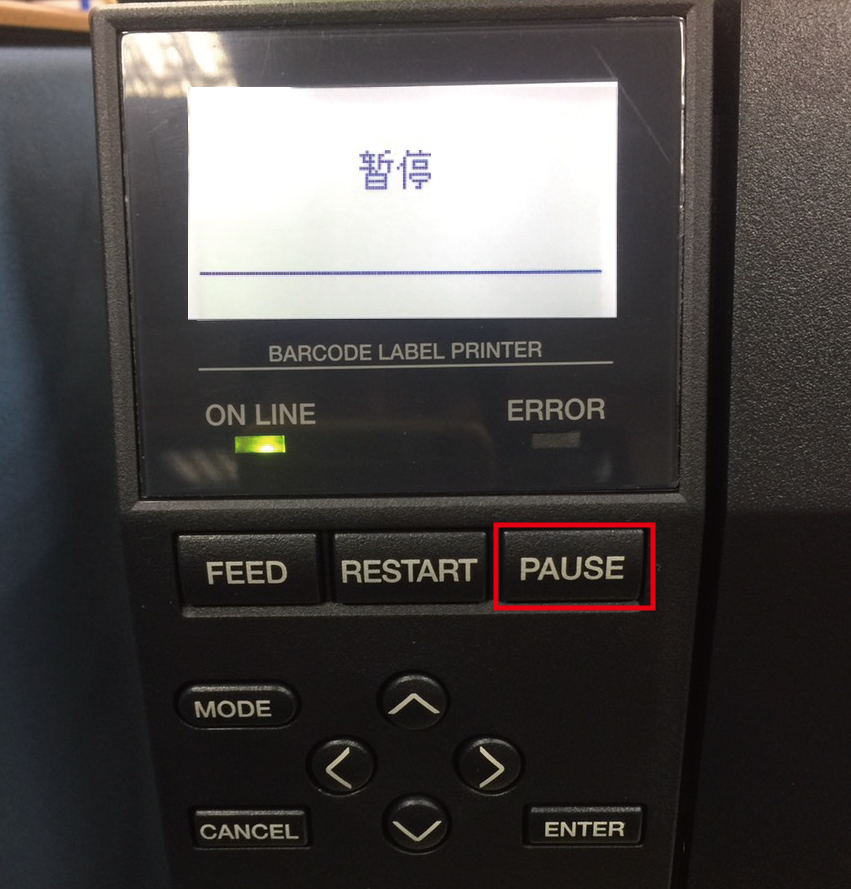 暂停
BARCODE LABEL PRINTER
ON LINE
ERROR
FEED
RESTART
PAUSE
MODE
CANCEL
ENTER